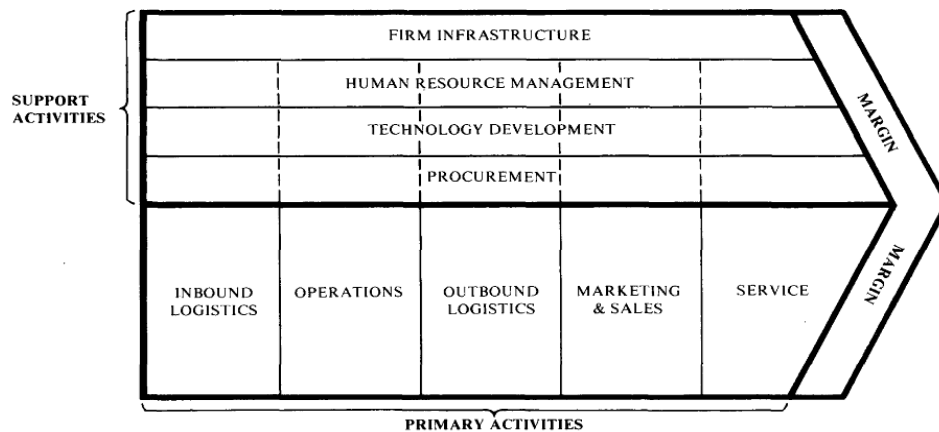 FIRM INFRASTRUCTURE
HUMAN RESOURCE MANAGEMENT
SUPPORT
ACTIVITIES
TECHNOLOGY DEVELOPMENT
PROCUREMENT
MARGIN
INBOUND
LOGISTICS
OPERATIONS
OUTBOUND
LOGISTICS
MARKETING
& SALES
SERVICE
MARGIN
PRIMARY ACTIVITIES